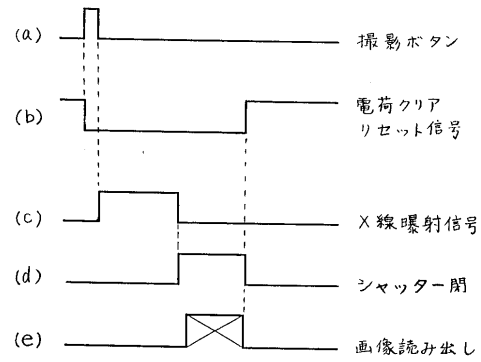 (a) 撮影ボタン
(b) 電荷クリア
リセット信号
(c) X線曝射信号
(d) シャッター閉
(e) 画像読み出し